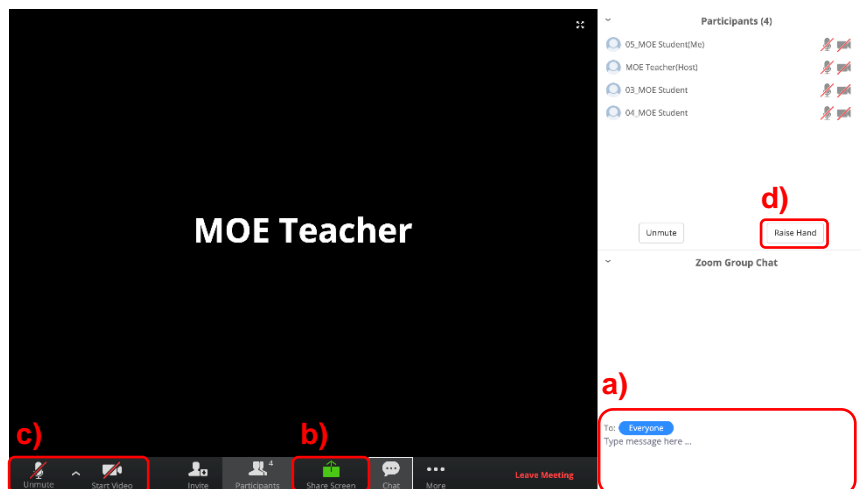 Participants (4)
05_MOE Student(Me)
MOE Teacher(Host)
03_MOE Student
04_MOE Student
MOE Teacher
d)
Unmute
Raise Hand
Zoom Group Chat
a)
To: Everyone
Type message here ...
c)
b)
Unmute
Start Video
Invite
4
Participants
Share Screen
Chat
More
Leave Meeting